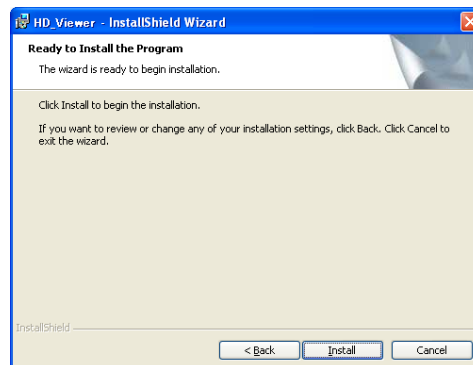 HD_Viewer - InstallShield Wizard
Ready to Install the Program
The wizard is ready to begin installation.
Click Install to begin the installation.
If you want to review or change any of your installation settings, click Back. Click Cancel to
exit the wizard.
InstallShield
< Back
Install
Cancel